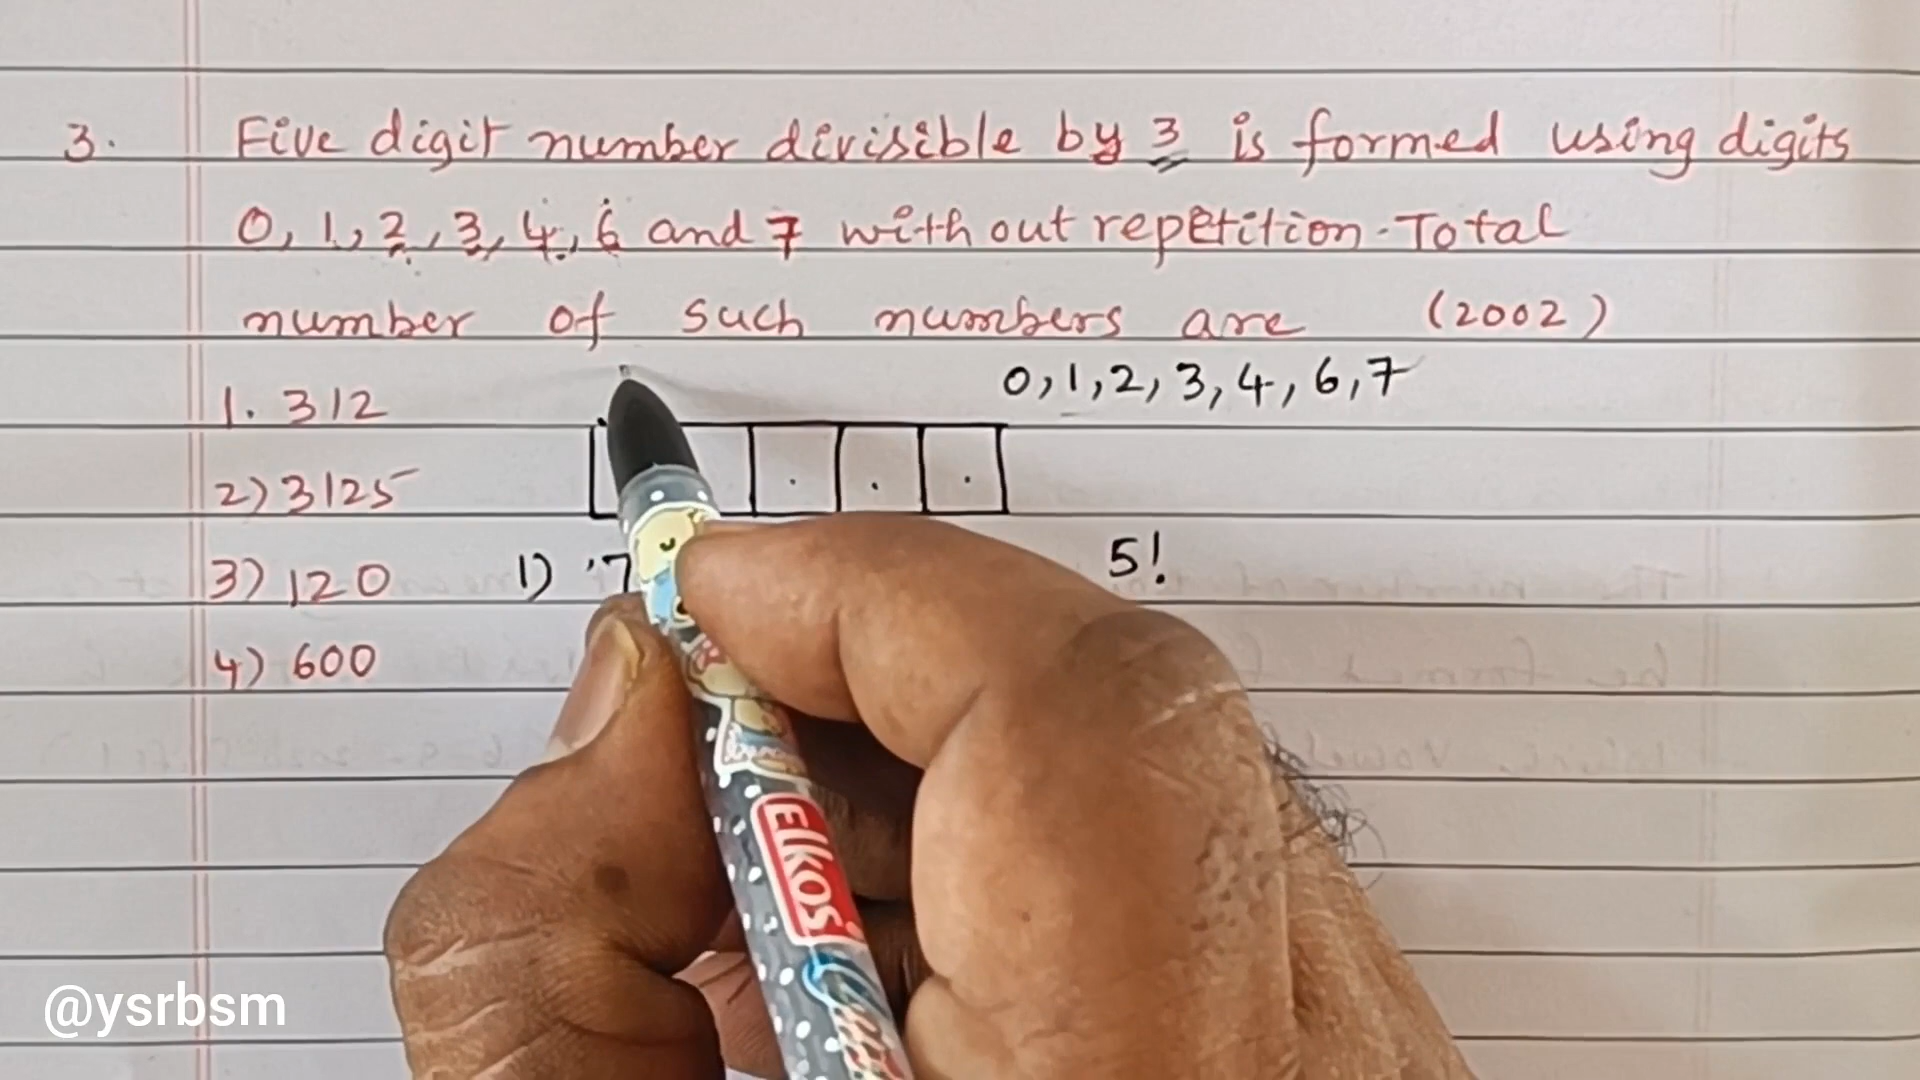 3. Five digit number divisible by 3 is formed using digits
0, 1, 2, 3, 4, 6 and 7 without repetition. Total
number of such numbers are (2002)
0, 1, 2, 3, 4, 6, 7
1. 312
2) 3125
3) 120
1) 7
5!
4) 600
Elkos
@ysrbsm